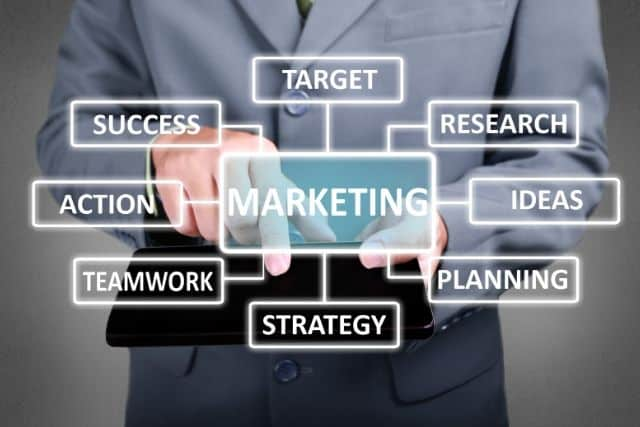 TARGET
SUCCESS
RESEARCH
ACTION
MARKETING
IDEAS
TEAMWORK
PLANNING
STRATEGY